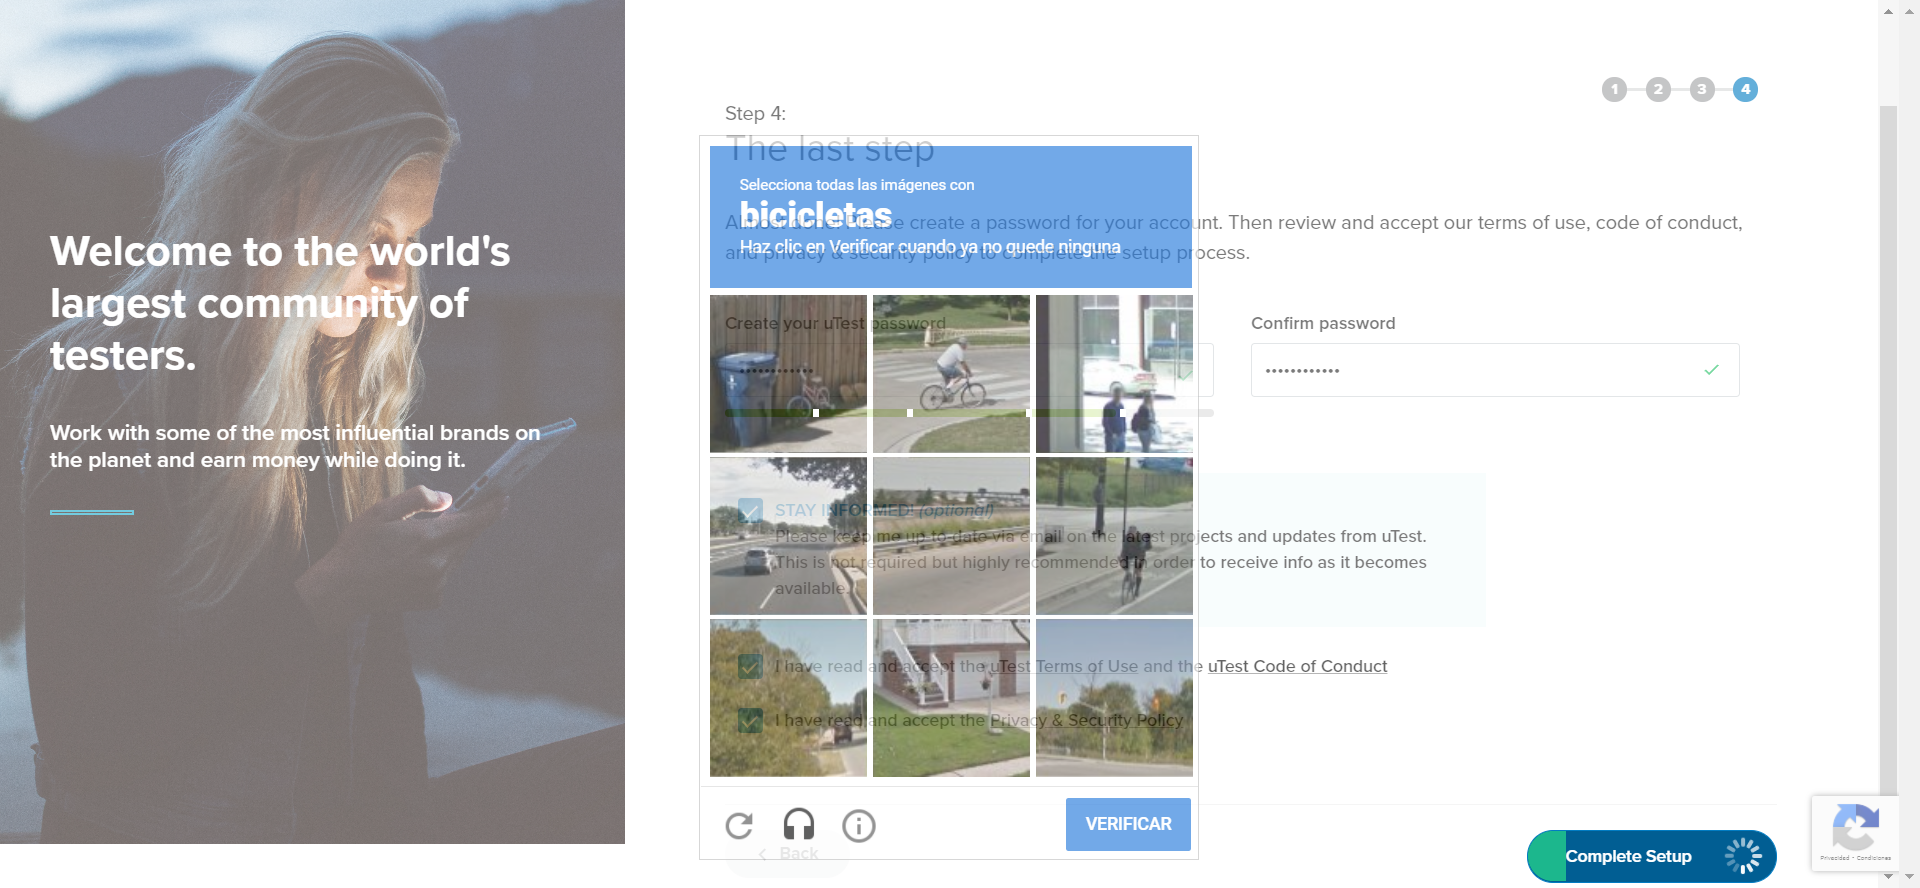 Welcome to the world's
largest community of
testers.
Work with some of the most influential brands on
the planet and earn money while doing it.
1 2 3 4
Step 4:
The last step
Selecciona todas las imágenes con
bicicletas
Haz clic en Verificar cuando ya no quede ninguna
Almost done! Please create a password for your account. Then review and accept our terms of use, code of conduct,
and privacy & security policy to complete the setup process.
Create your uTest password
Confirm password
STAY INFORMED! (optional)
Please keep me up-to-date via email on the latest projects and updates from uTest.
This is not required but highly recommended in order to receive info as it becomes
available.
I have read and accept the uTest Terms of Use and the uTest Code of Conduct
I have read and accept the Privacy & Security Policy
VERIFICAR
Back
Complete Setup
Privacidad - Condiciones